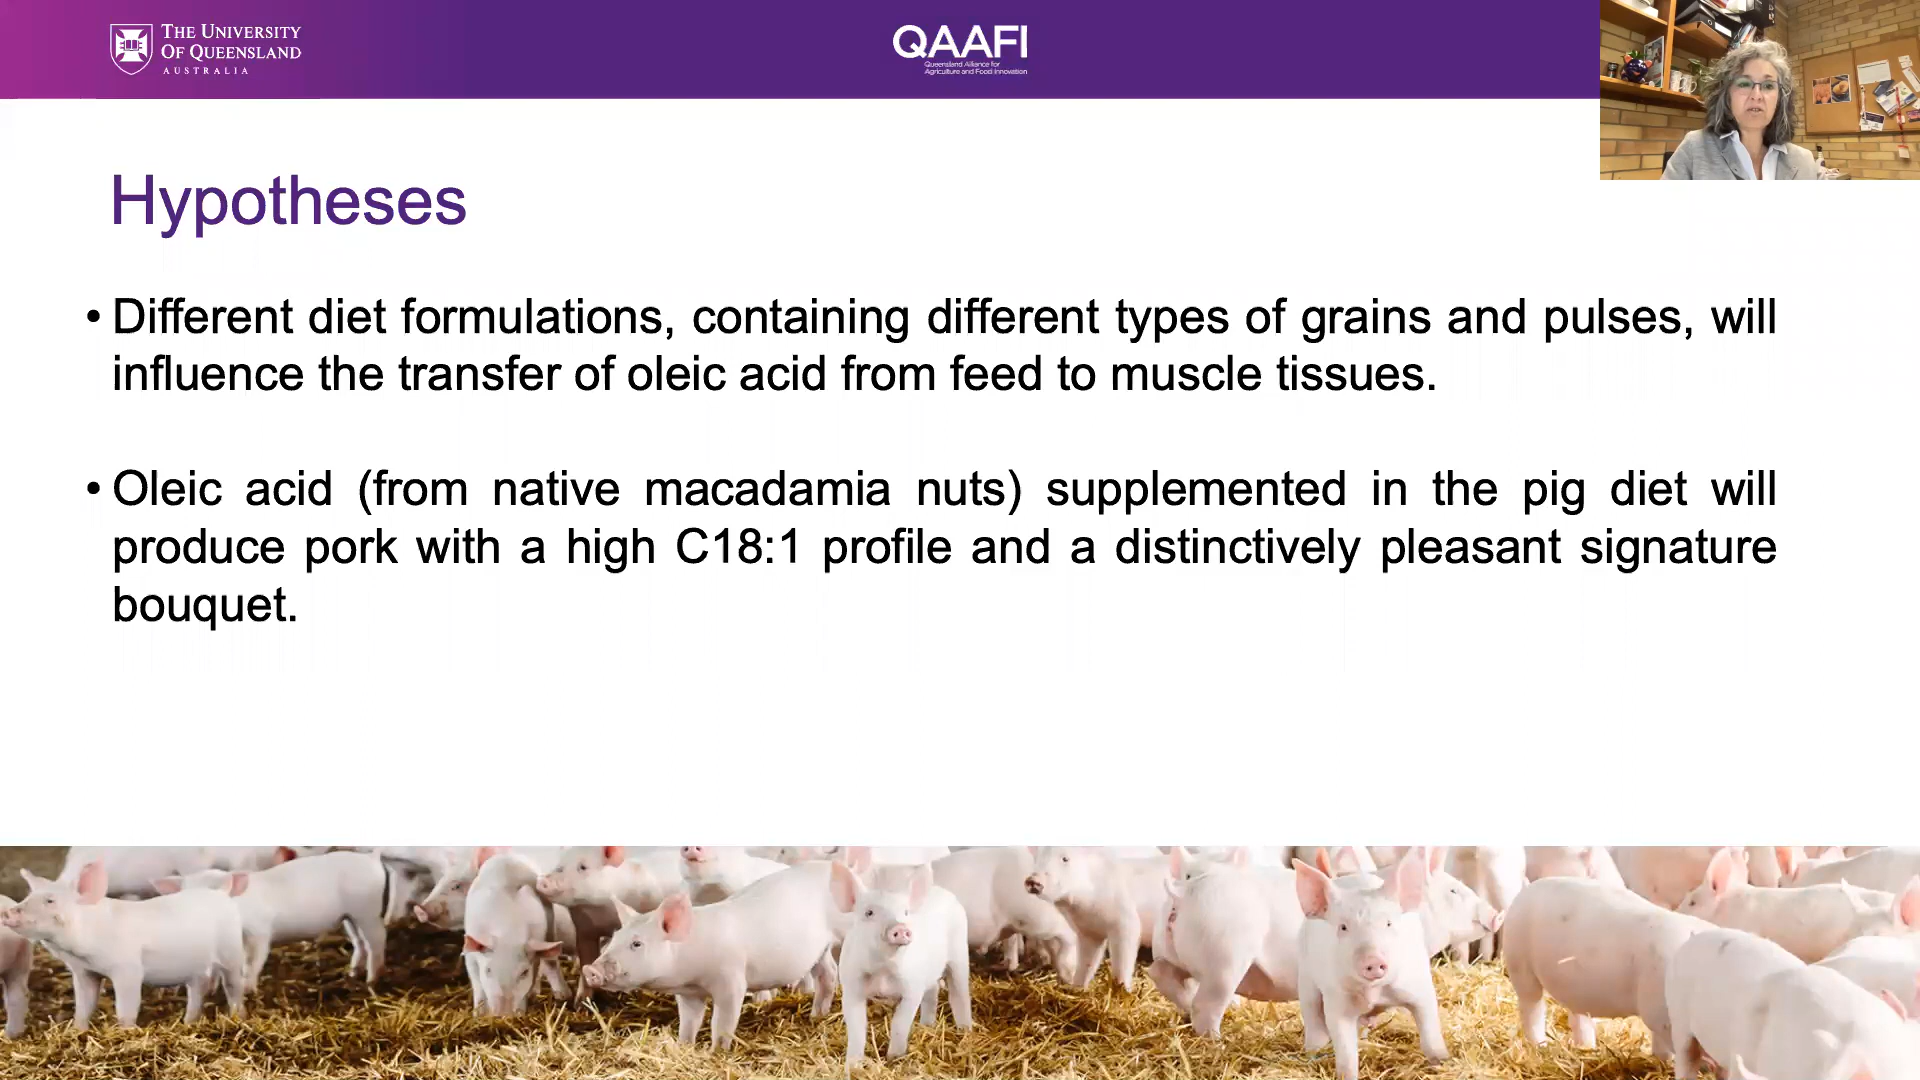 THE UNIVERSITY
OF QUEENSLAND
AUSTRALIA
QAAFI
Queensland Alliance for
Agriculture and Food Innovation
Hypotheses
• Different diet formulations, containing different types of grains and pulses, will
influence the transfer of oleic acid from feed to muscle tissues.
• Oleic acid (from native macadamia nuts) supplemented in the pig diet will
produce pork with a high C18:1 profile and a distinctively pleasant signature
bouquet.